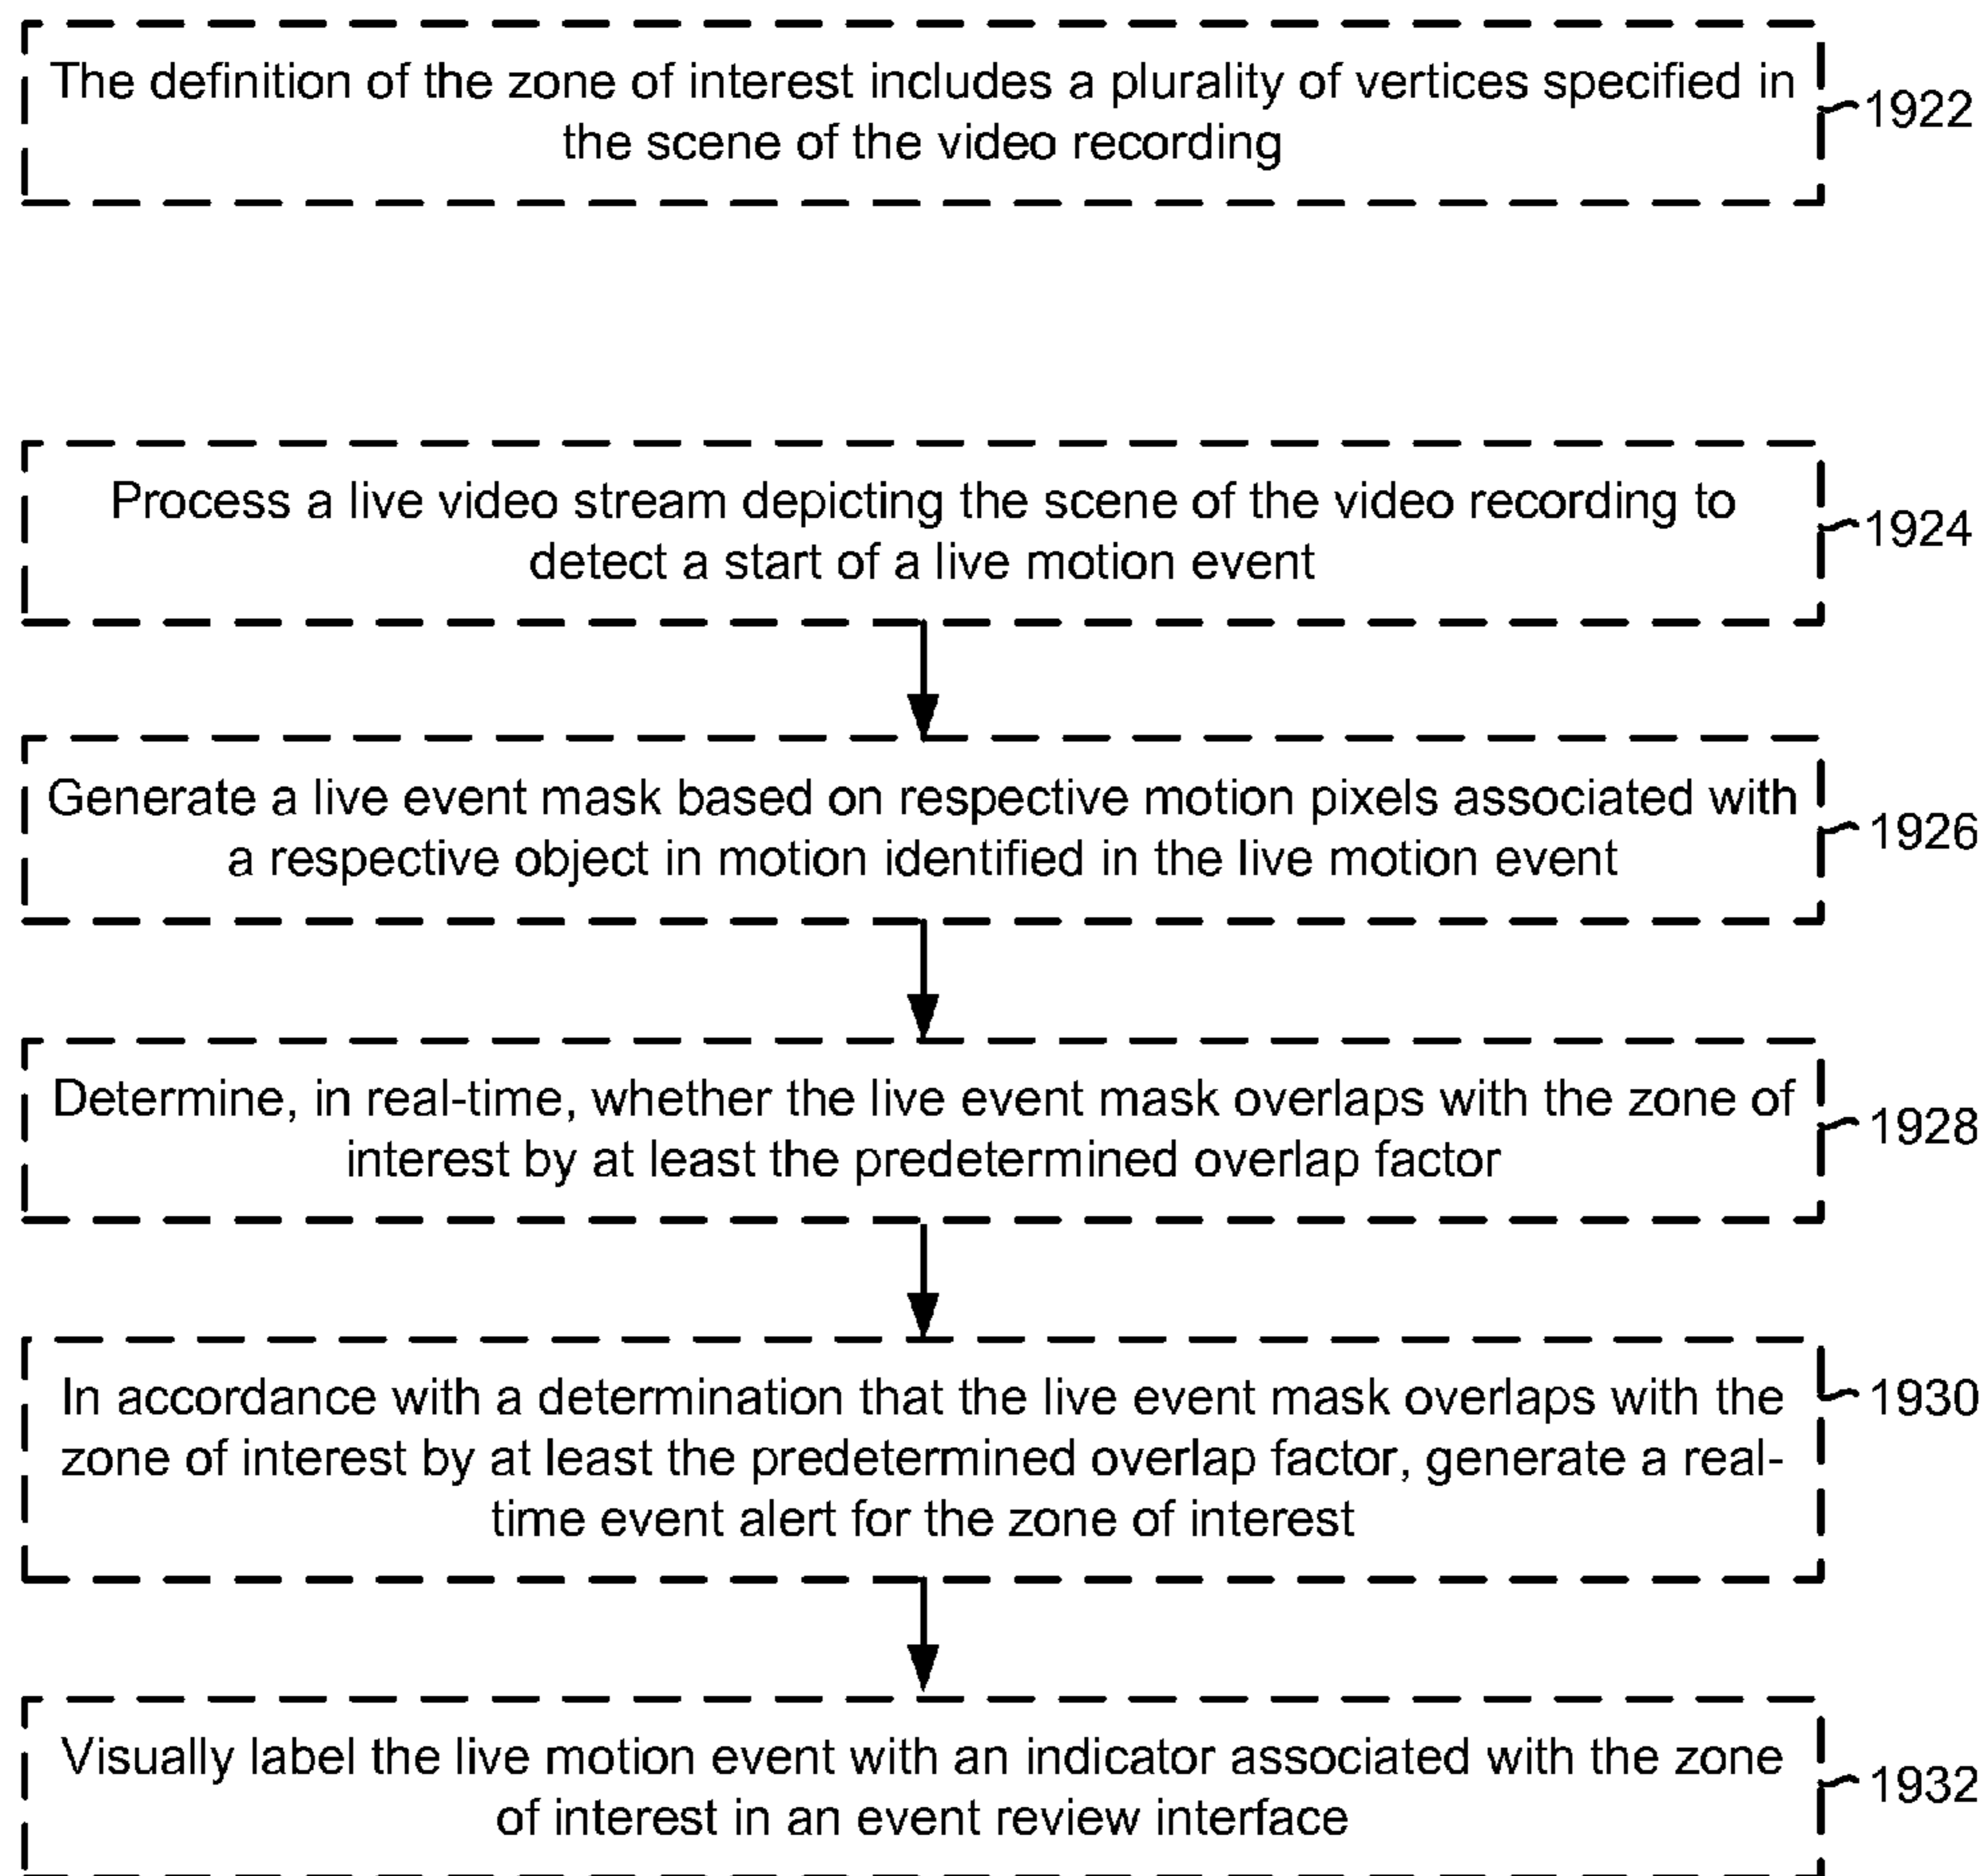 The definition of the zone of interest includes a plurality of vertices specified in
the scene of the video recording
1922
Process a live video stream depicting the scene of the video recording to
detect a start of a live motion event
1924
Generate a live event mask based on respective motion pixels associated with
a respective object in motion identified in the live motion event
1926
Determine, in real-time, whether the live event mask overlaps with the zone of
interest by at least the predetermined overlap factor
1928
In accordance with a determination that the live event mask overlaps with the
zone of interest by at least the predetermined overlap factor, generate a real-
time event alert for the zone of interest
1930
Visually label the live motion event with an indicator associated with the zone
of interest in an event review interface
1932